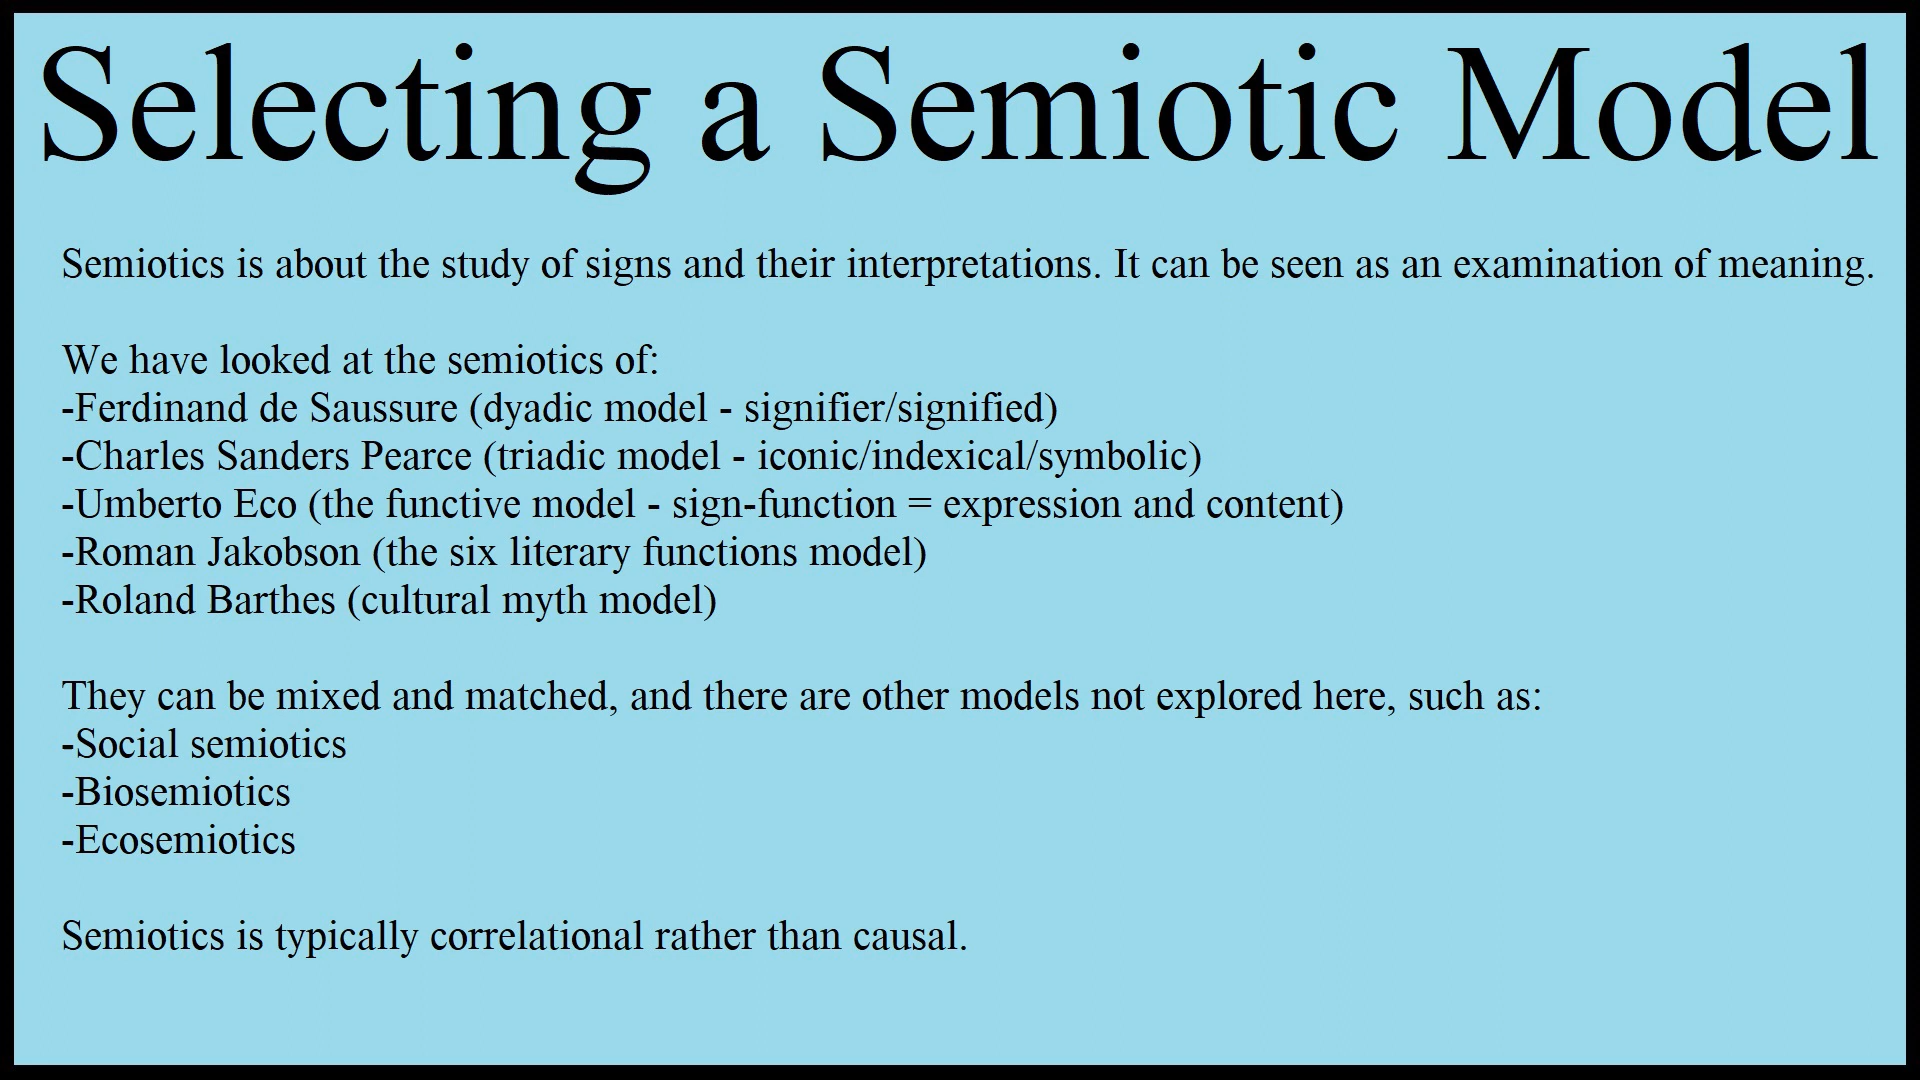 Selecting a Semiotic Model
Semiotics is about the study of signs and their interpretations. It can be seen as an examination of meaning.
We have looked at the semiotics of:
-Ferdinand de Saussure (dyadic model - signifier/signified)
-Charles Sanders Pearce (triadic model - iconic/indexical/symbolic)
-Umberto Eco (the functive model - sign-function = expression and content)
-Roman Jakobson (the six literary functions model)
-Roland Barthes (cultural myth model)
They can be mixed and matched, and there are other models not explored here, such as:
-Social semiotics
-Biosemiotics
-Ecosemiotics
Semiotics is typically correlational rather than causal.